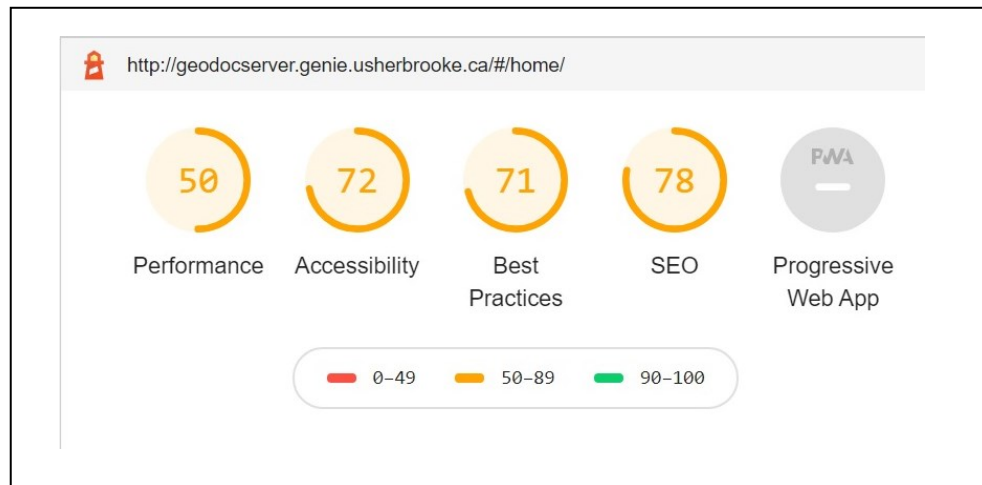 http://geodocserver.genie.usherbrooke.ca/#/home/
50 72 71 78 PWA
Performance Accessibility Best Practices SEO Progressive Web App
0–49 50–89 90–100